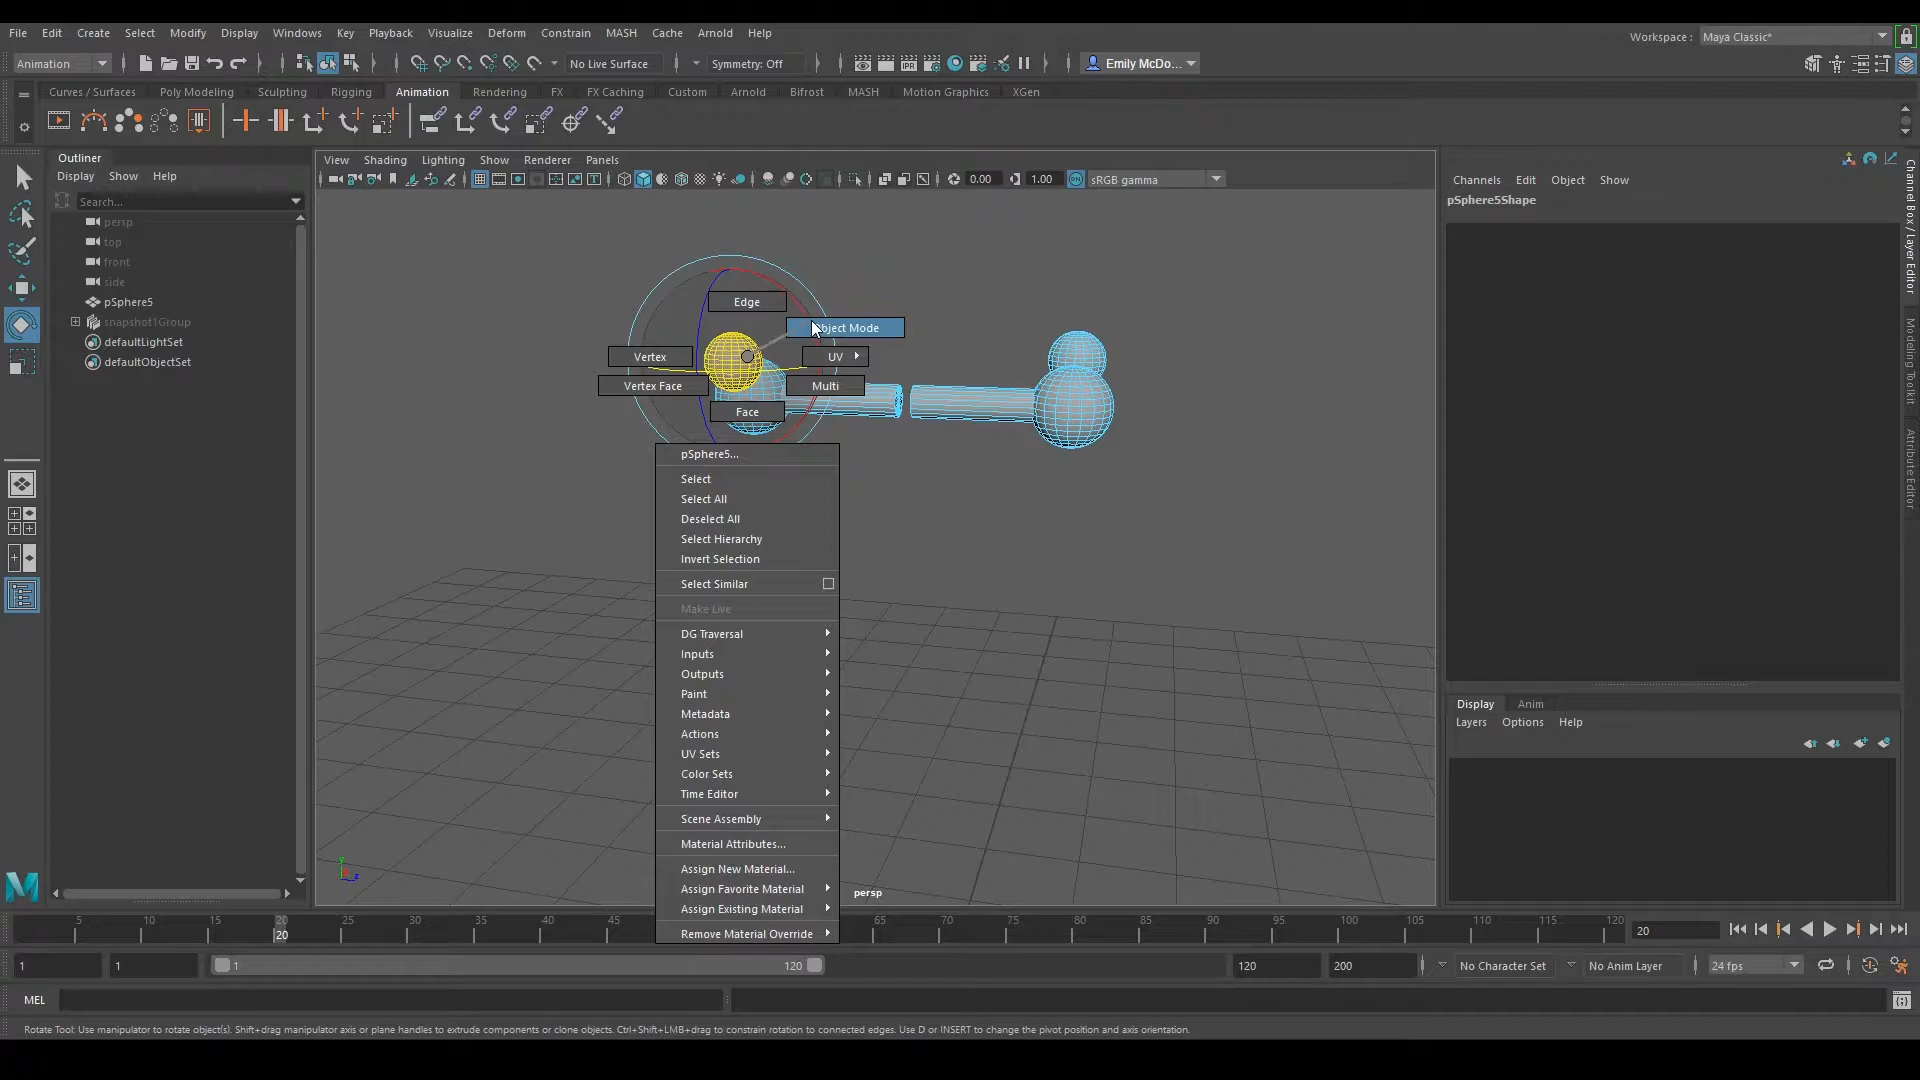 File Edit Create Select Modify Display Windows Key Playback Visualize Deform Constrain MASH Cache Arnold Help
Workspace : Maya Classic*
Animation
No Live Surface
Symmetry: Off
Emily McDo...
Curves / Surfaces Poly Modeling Sculpting Rigging Animation Rendering FX FX Caching Custom Arnold Bifrost MASH Motion Graphics XGen
Outliner
Display Show Help
Search...
persp
top
front
side
pSphere5
snapshot1Group
defaultLightSet
defaultObjectSet
View Shading Lighting Show Renderer Panels
IPR
0.00
1.00
ON
sRGB gamma
Edge
Object Mode
Vertex
UV
Vertex Face
Multi
Face
pSphere5...
Select
Select All
Deselect All
Select Hierarchy
Invert Selection
Select Similar
Make Live
DG Traversal
Inputs
Outputs
Paint
Metadata
Actions
UV Sets
Color Sets
Time Editor
Scene Assembly
Material Attributes...
Assign New Material...
Assign Favorite Material
Assign Existing Material
Remove Material Override
persp
y
z
Channels Edit Object Show
pSphere5Shape
Channel Box / Layer Editor
Modeling Toolkit
Attribute Editor
Display Anim
Layers Options Help
5 10 15 20 25 30 35 40 45 65 70 75 80 85 90 95 100 105 110 115 120
20
20
1
1
1
120
120
200
No Character Set
No Anim Layer
24 fps
MEL
Rotate Tool: Use manipulator to rotate object(s). Shift+drag manipulator axis or plane handles to extrude components or clone objects. Ctrl+Shift+LMB+drag to constrain rotation to connected edges. Use D or INSERT to change the pivot position and axis orientation.